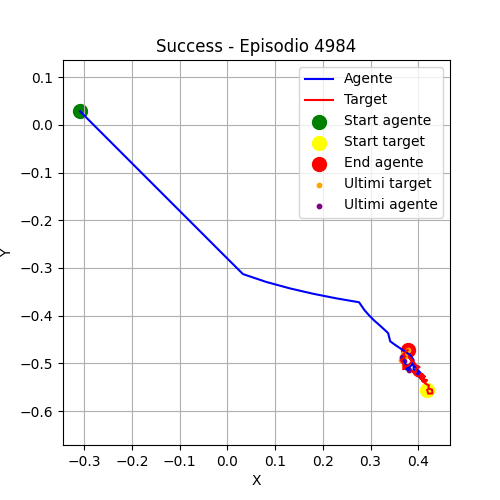 Success - Episodio 4984
Agente
Target
Start agente
Start target
End agente
Ultimi target
Ultimi agente
0.1
0.0
−0.1
−0.2
−0.3
−0.4
−0.5
−0.6
Y
−0.3
−0.2
−0.1
0.0
0.1
0.2
0.3
0.4
X